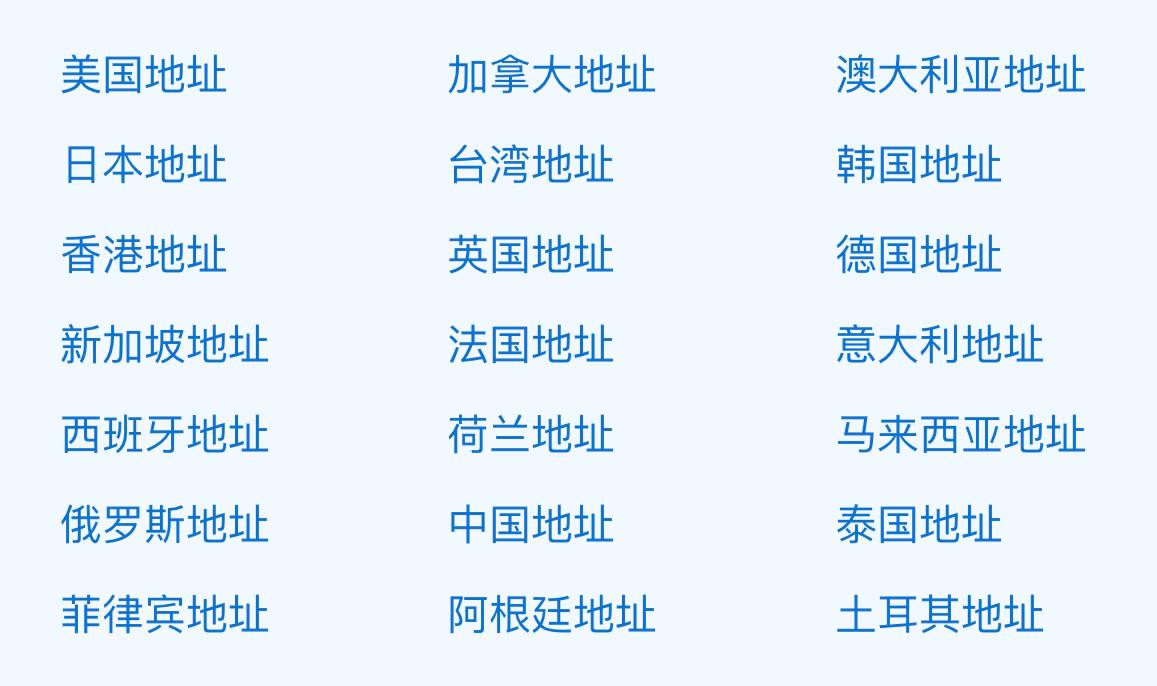 美国地址 加拿大地址 澳大利亚地址
日本地址 台湾地址 韩国地址
香港地址 英国地址 德国地址
新加坡地址 法国地址 意大利地址
西班牙地址 荷兰地址 马来西亚地址
俄罗斯地址 中国地址 泰国地址
菲律宾地址 阿根廷地址 土耳其地址